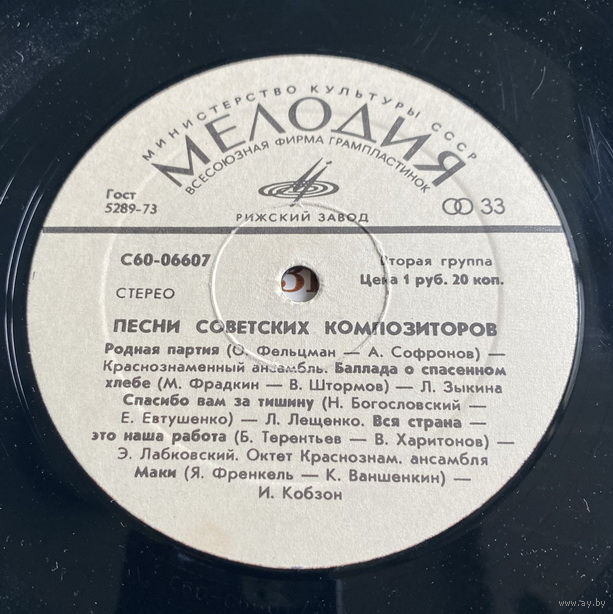 МИНИСТЕРСТВО КУЛЬТУРЫ СССР
МЕЛОДИЯ
ВСЕСОЮЗНАЯ ФИРМА ГРАМПЛАСТИНОК
Гост
5289-73
33
РИЖСКИЙ ЗАВОД
С60-06607
Вторая группа
СТЕРЕО
Цена 1 руб. 20 коп.
ПЕСНИ СОВЕТСКИХ КОМПОЗИТОРОВ
Родная партия (О. Фельцман — А. Софронов) —
Краснознаменный ансамбль. Баллада о спасенном
хлебе (М. Фрадкин — В. Штормов) — Л. Зыкина
Спасибо вам за тишину (Н. Богословский —
Е. Евтушенко) — Л. Лещенко. Вся страна —
это наша работа (Б. Терентьев — В. Харитонов) —
Э. Лабковский. Октет Краснознам. ансамбля
Маки (Я. Френкель — К. Ваншенкин) —
И. Кобзон
www.ay.by